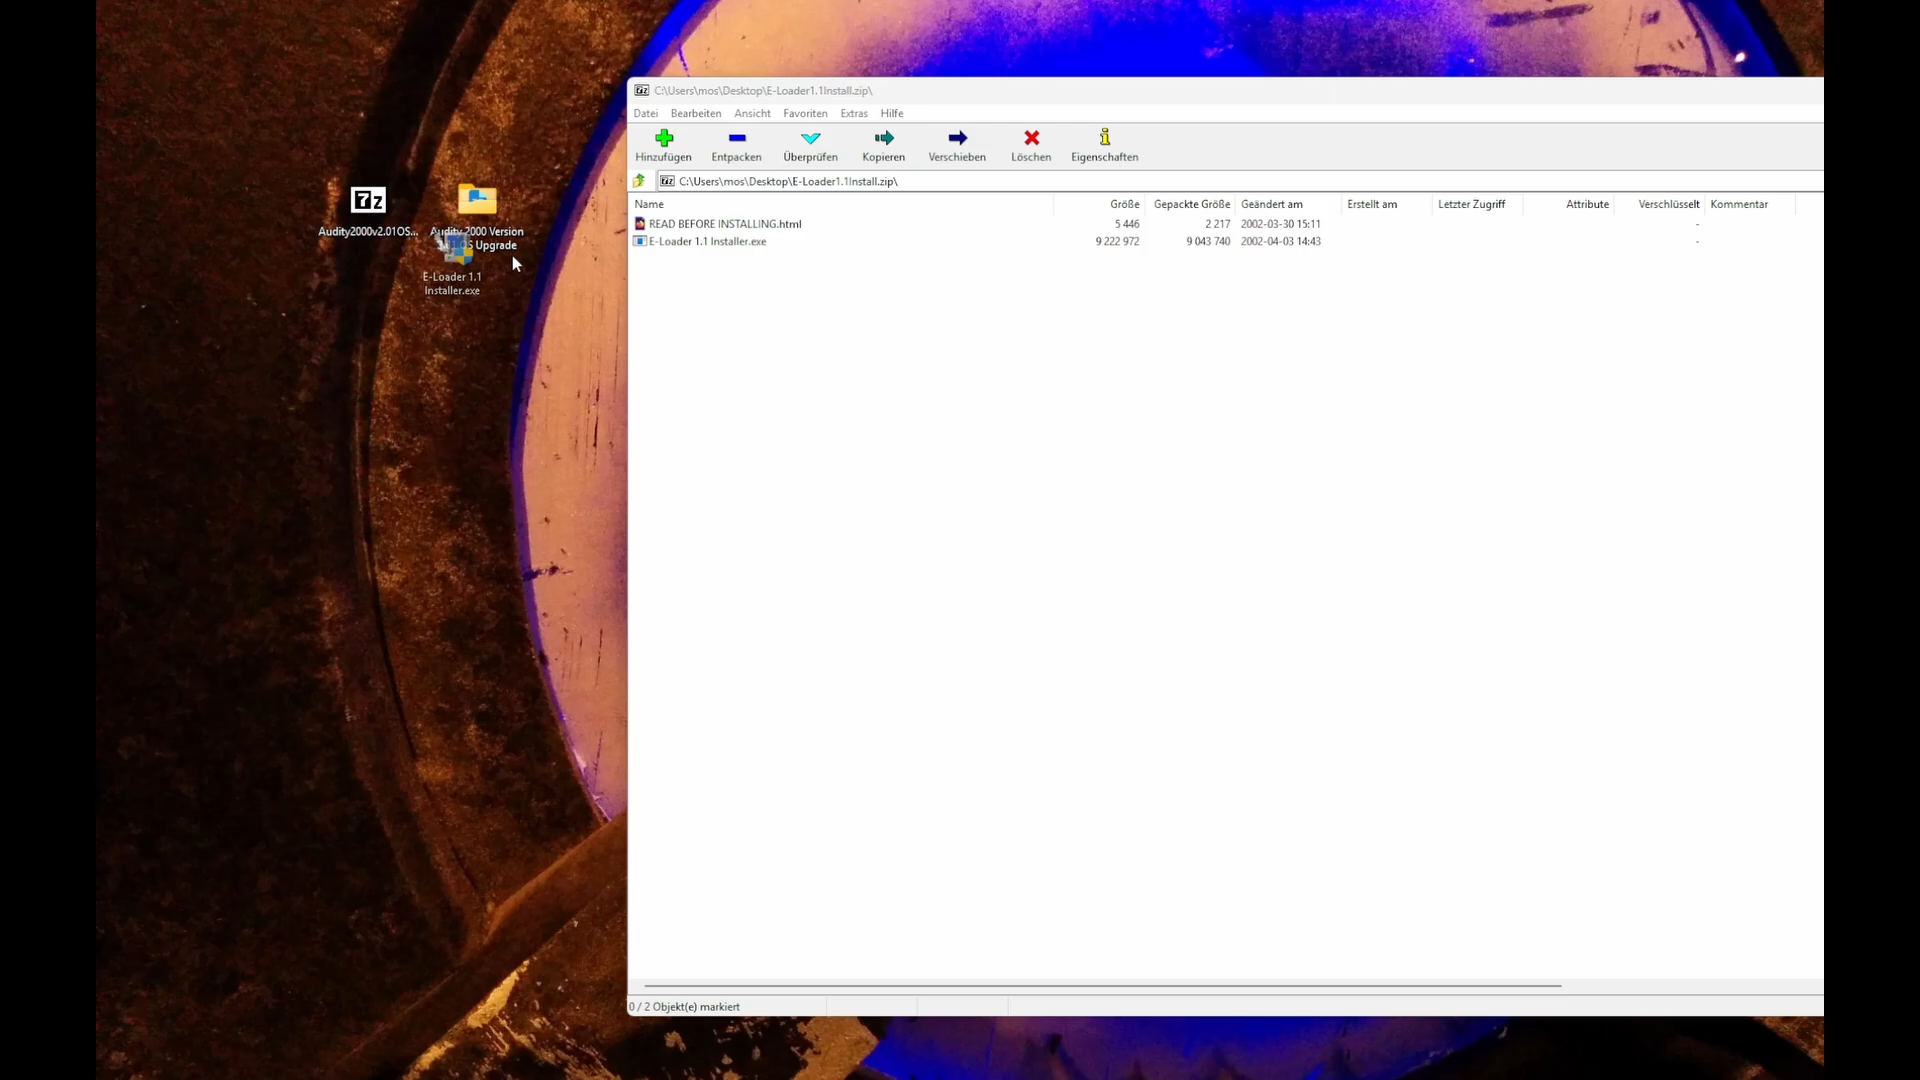 C:\Users\mos\Desktop\E-Loader1.1Install.zip\
Datei Bearbeiten Ansicht Favoriten Extras Hilfe
Hinzufügen Entpacken Überprüfen Kopieren Verschieben Löschen Eigenschaften
C:\Users\mos\Desktop\E-Loader1.1Install.zip\
Name Größe Gepackte Größe Geändert am Erstellt am Letzter Zugriff Attribute Verschlüsselt Kommentar
READ BEFORE INSTALLING.html 5 446 2 217 2002-03-30 15:11 -
E-Loader 1.1 Installer.exe 9 222 972 9 043 740 2002-04-03 14:43 -
0 / 2 Objekt(e) markiert
7z
Audity2000v2.01OS...
Audity 2000 Version
OS Upgrade
E-Loader 1.1
Installer.exe